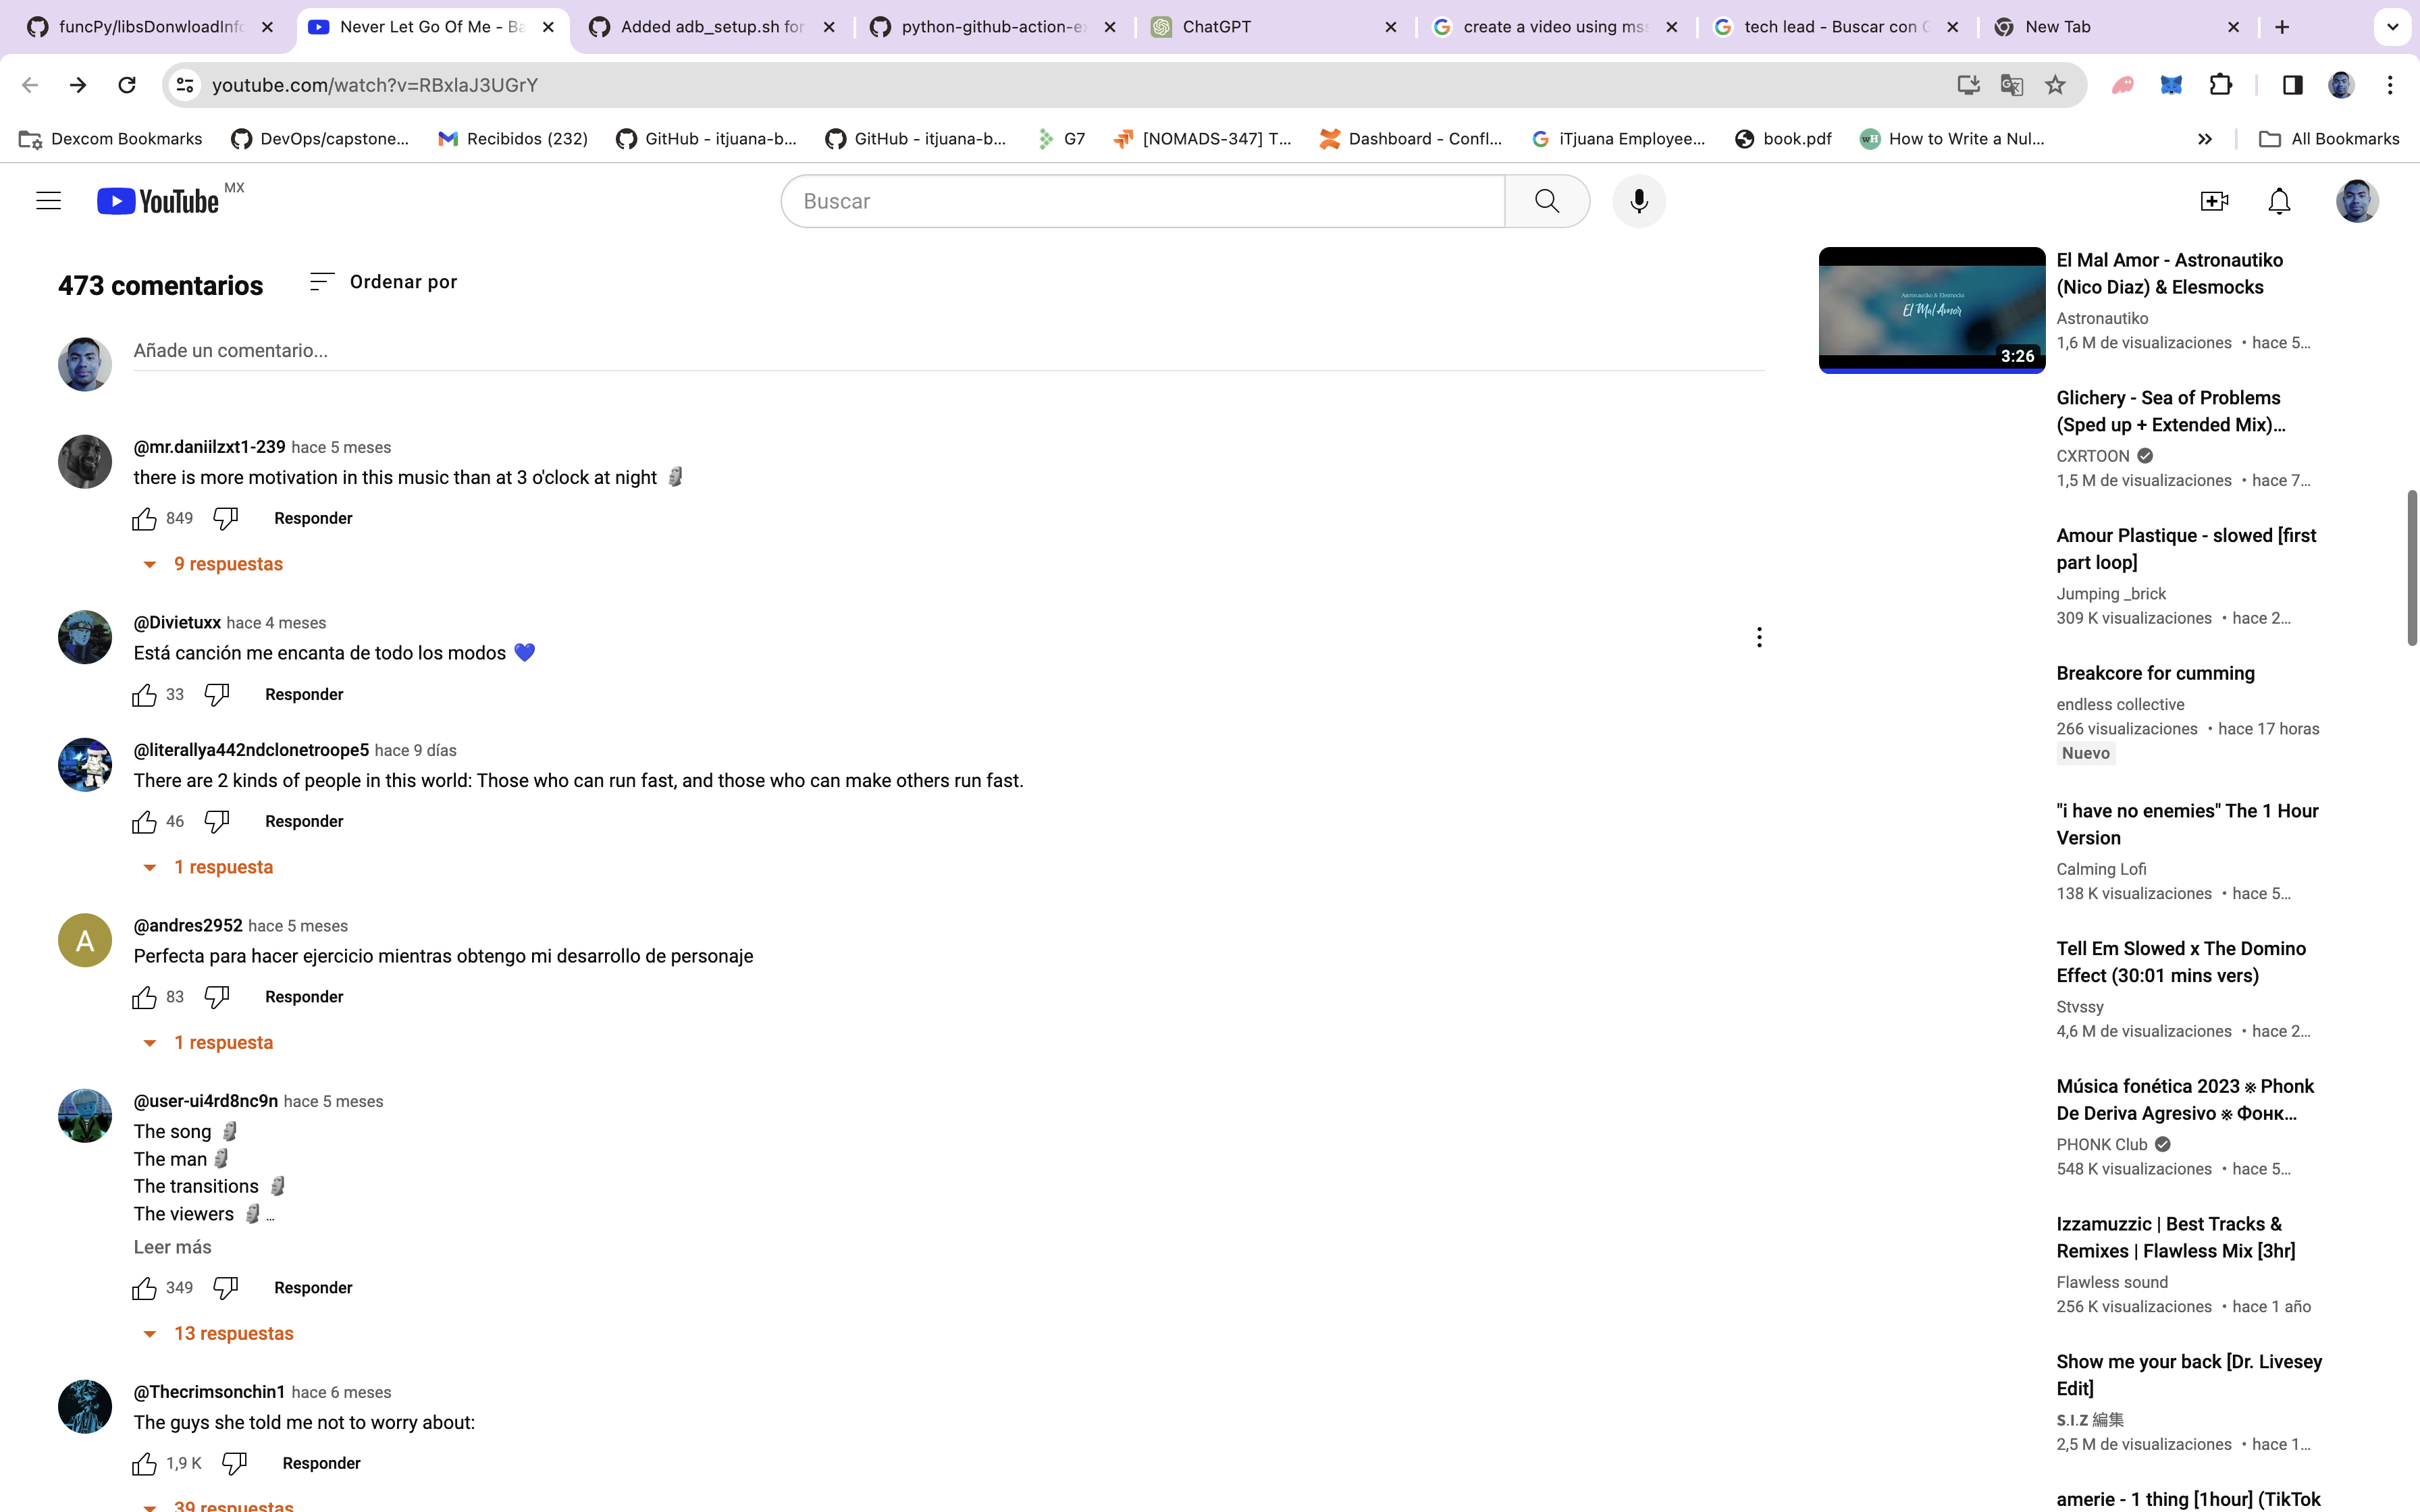 funcPy/libsDonwloadInfo
Never Let Go Of Me - Ba
Added adb_setup.sh for
python-github-action-ex
ChatGPT
create a video using mss
tech lead - Buscar con G
New Tab
youtube.com/watch?v=RBxlaJ3UGrY
Dexcom Bookmarks
DevOps/capstone...
Recibidos (232)
GitHub - itjuana-b...
GitHub - itjuana-b...
G7
[NOMADS-347] T...
Dashboard - Confl...
iTjuana Employee...
book.pdf
How to Write a Nul...
All Bookmarks
YouTube MX
Buscar
473 comentarios
Ordenar por
Añade un comentario...
@mr.daniilzxt1-239 hace 5 meses
there is more motivation in this music than at 3 o'clock at night 🗿
849 Responder
9 respuestas
@Divietuxx hace 4 meses
Está canción me encanta de todo los modos 💙
33 Responder
@literallya442ndclonetroope5 hace 9 días
There are 2 kinds of people in this world: Those who can run fast, and those who can make others run fast.
46 Responder
1 respuesta
A
@andres2952 hace 5 meses
Perfecta para hacer ejercicio mientras obtengo mi desarrollo de personaje
83 Responder
1 respuesta
@user-ui4rd8nc9n hace 5 meses
The song 🗿
The man 🗿
The transitions 🗿
The viewers 🗿...
Leer más
349 Responder
13 respuestas
@Thecrimsonchin1 hace 6 meses
The guys she told me not to worry about:
1,9 K Responder
39 respuestas
Astronautiko & Elesmocks
El Mal Amor
3:26
El Mal Amor - Astronautiko
(Nico Diaz) & Elesmocks
Astronautiko
1,6 M de visualizaciones • hace 5...
Glichery - Sea of Problems
(Sped up + Extended Mix)...
CXRTOON
1,5 M de visualizaciones • hace 7...
Amour Plastique - slowed [first
part loop]
Jumping _brick
309 K visualizaciones • hace 2...
Breakcore for cumming
endless collective
266 visualizaciones • hace 17 horas
Nuevo
"i have no enemies" The 1 Hour
Version
Calming Lofi
138 K visualizaciones • hace 5...
Tell Em Slowed x The Domino
Effect (30:01 mins vers)
Stvssy
4,6 M de visualizaciones • hace 2...
Música fonética 2023 ※ Phonk
De Deriva Agresivo ※ Фонк...
PHONK Club
548 K visualizaciones • hace 5...
Izzamuzzic | Best Tracks &
Remixes | Flawless Mix [3hr]
Flawless sound
256 K visualizaciones • hace 1 año
Show me your back [Dr. Livesey
Edit]
S.I.Z 編集
2,5 M de visualizaciones • hace 1...
amerie - 1 thing [1hour] (TikTok